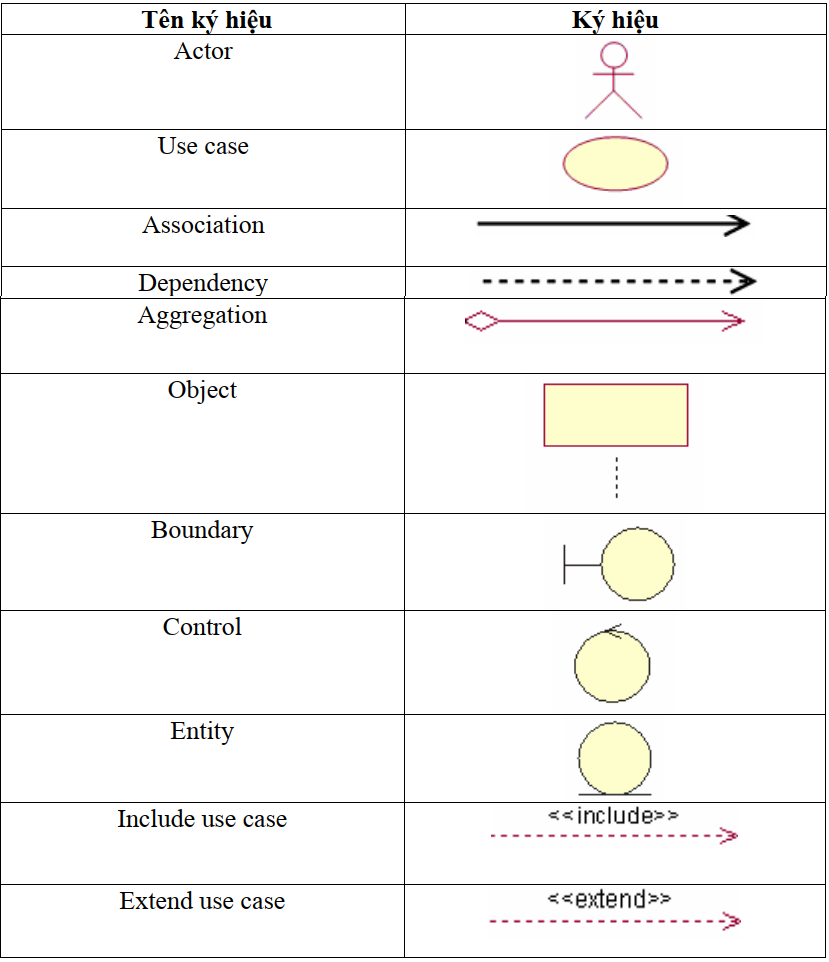 Tên ký hiệu Ký hiệu
Actor
Use case
Association
Dependency
Aggregation
Object
Boundary
Control
Entity
Include use case <<include>>
Extend use case <<extend>>